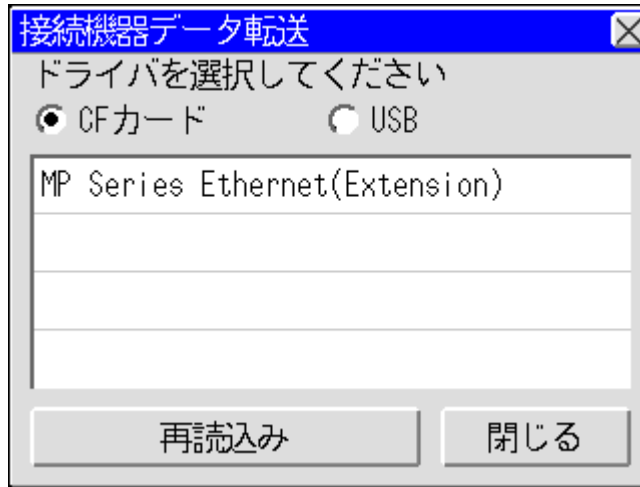 接続機器データ転送
ドライバを選択してください
CFカード USB
MP Series Ethernet(Extension)
再読込み 閉じる